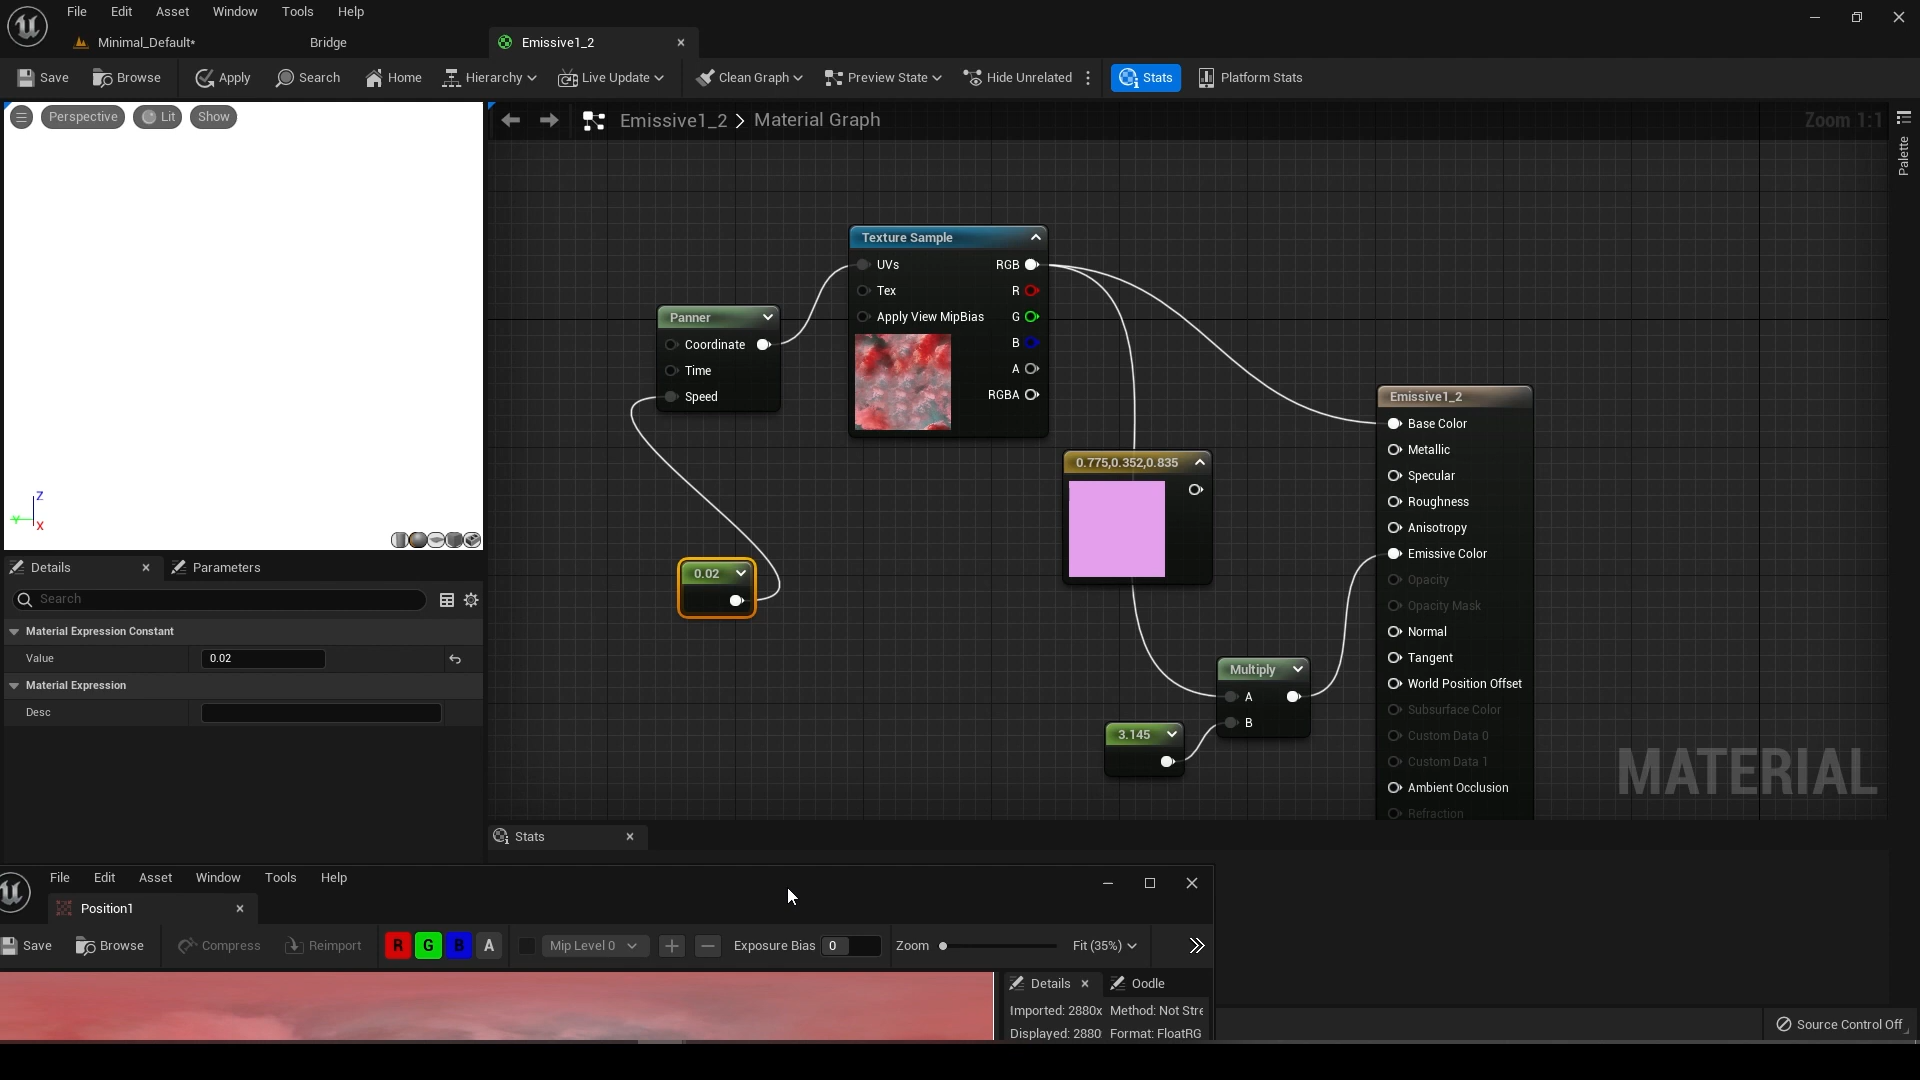 File Edit Asset Window Tools Help
Minimal_Default* Bridge Emissive1_2
Save Browse Apply Search Home Hierarchy Live Update Clean Graph Preview State Hide Unrelated Stats Platform Stats
Perspective Lit Show
Emissive1_2 Material Graph Zoom 1:1
Palette
Texture Sample
UVs RGB
Tex R
Apply View MipBias G
B
A
RGBA
Panner
Coordinate
Time
Speed
0.775,0.352,0.835
Emissive1_2
Base Color
Metallic
Specular
Roughness
Anisotropy
Emissive Color
Opacity
Opacity Mask
Normal
Tangent
World Position Offset
Subsurface Color
Custom Data 0
Custom Data 1
Ambient Occlusion
Refraction
Z
Y
X
0.02
Multiply
A
B
3.145
MATERIAL
Details Parameters
Search
Material Expression Constant
Value 0.02
Material Expression
Desc
Stats
File Edit Asset Window Tools Help
Position1
Save Browse Compress Reimport R G B A Mip Level 0 Exposure Bias 0 Zoom Fit (35%)
Details Oodle
Imported: 2880x Method: Not Stre
Displayed: 2880 Format: FloatRG
Source Control Off